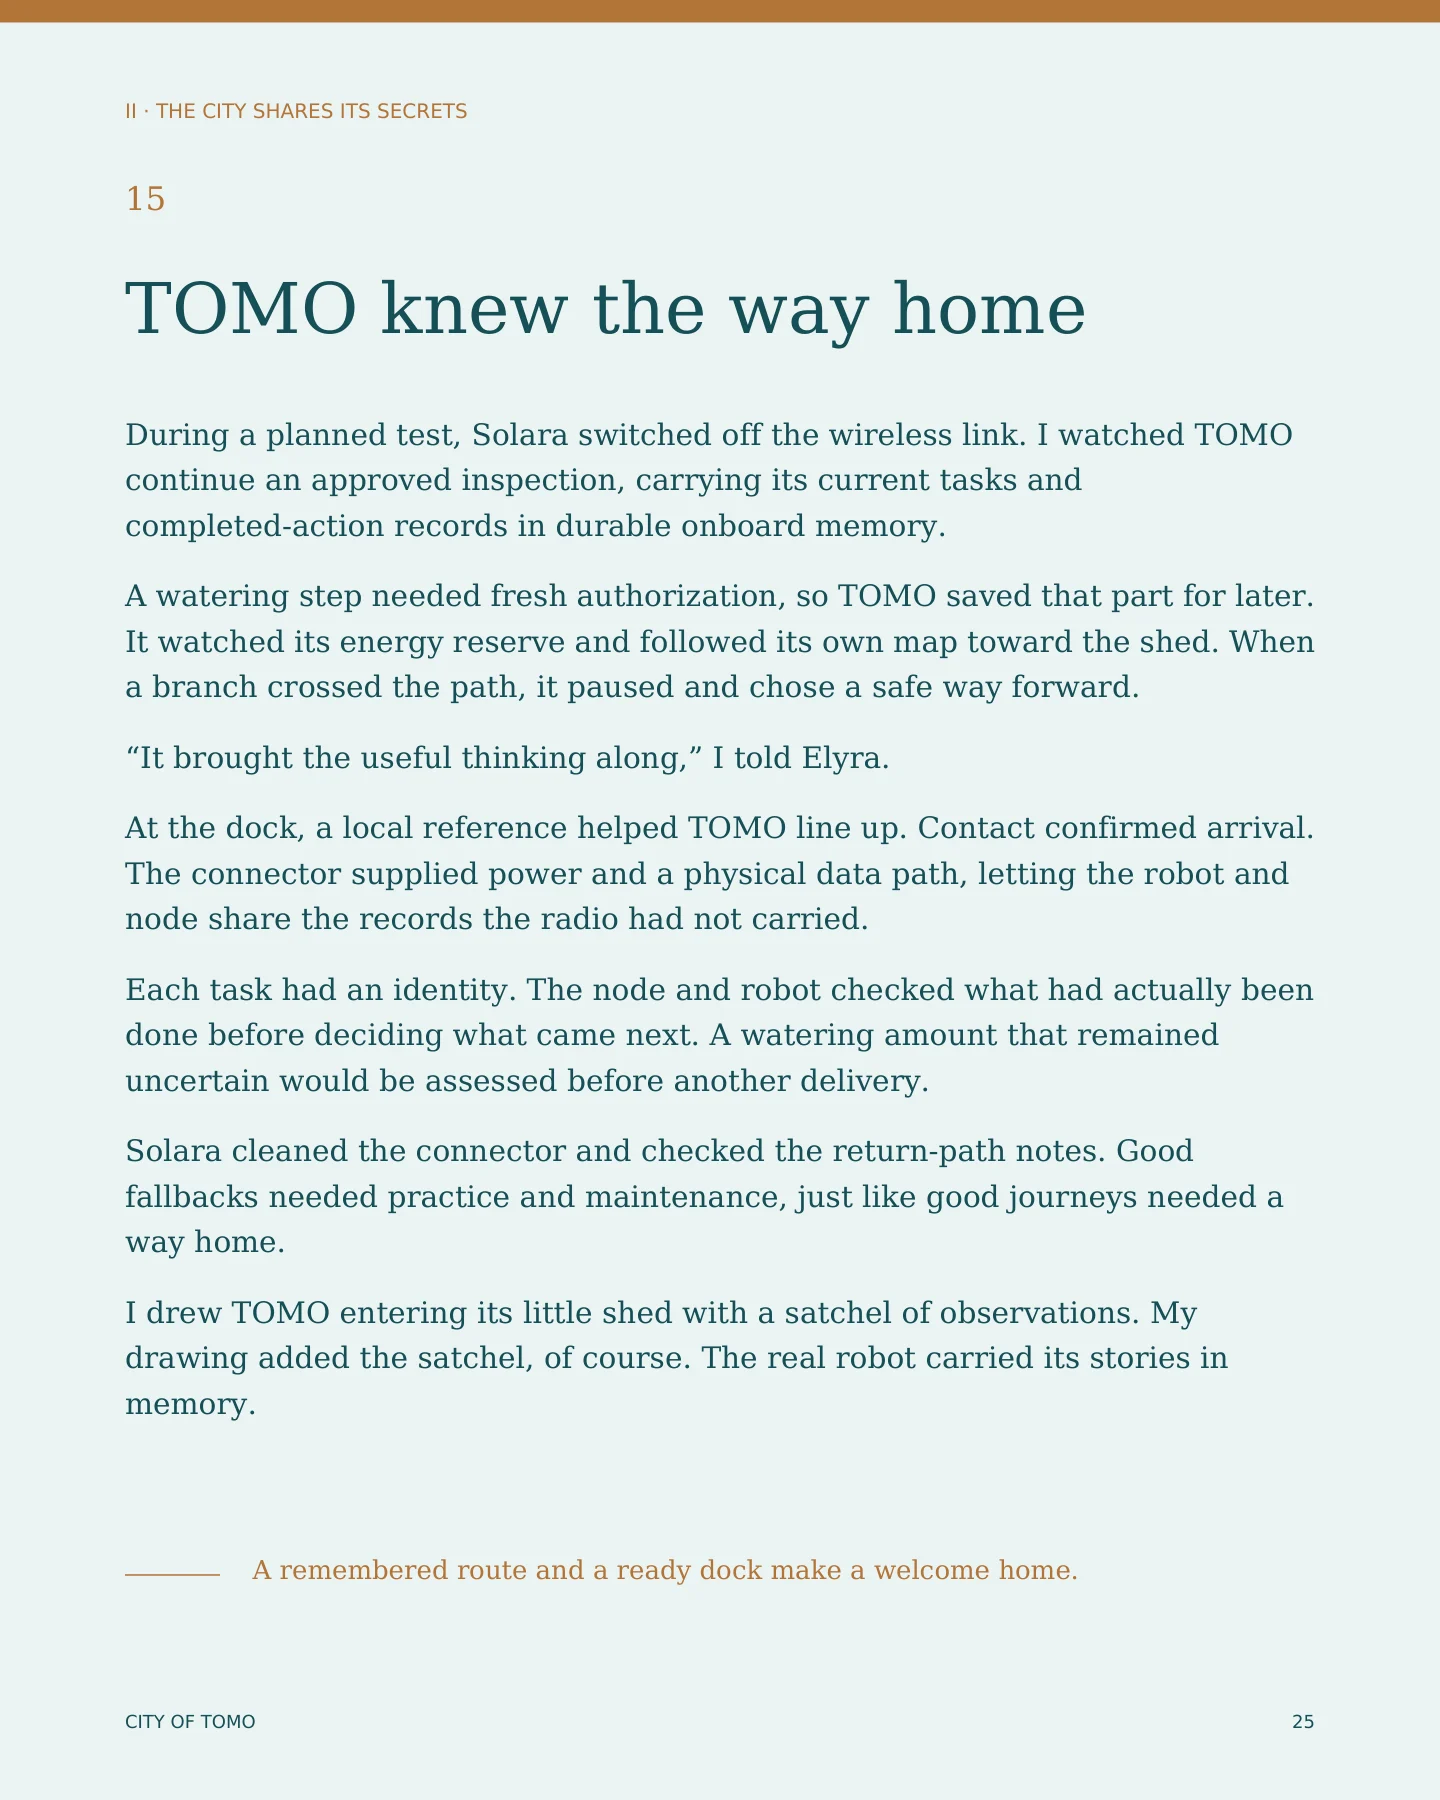 II · THE CITY SHARES ITS SECRETS
15
TOMO knew the way home
During a planned test, Solara switched off the wireless link. I watched TOMO
continue an approved inspection, carrying its current tasks and
completed-action records in durable onboard memory.
A watering step needed fresh authorization, so TOMO saved that part for later.
It watched its energy reserve and followed its own map toward the shed. When
a branch crossed the path, it paused and chose a safe way forward.
“It brought the useful thinking along,” I told Elyra.
At the dock, a local reference helped TOMO line up. Contact confirmed arrival.
The connector supplied power and a physical data path, letting the robot and
node share the records the radio had not carried.
Each task had an identity. The node and robot checked what had actually been
done before deciding what came next. A watering amount that remained
uncertain would be assessed before another delivery.
Solara cleaned the connector and checked the return-path notes. Good
fallbacks needed practice and maintenance, just like good journeys needed a
way home.
I drew TOMO entering its little shed with a satchel of observations. My
drawing added the satchel, of course. The real robot carried its stories in
memory.
A remembered route and a ready dock make a welcome home.
CITY OF TOMO
25